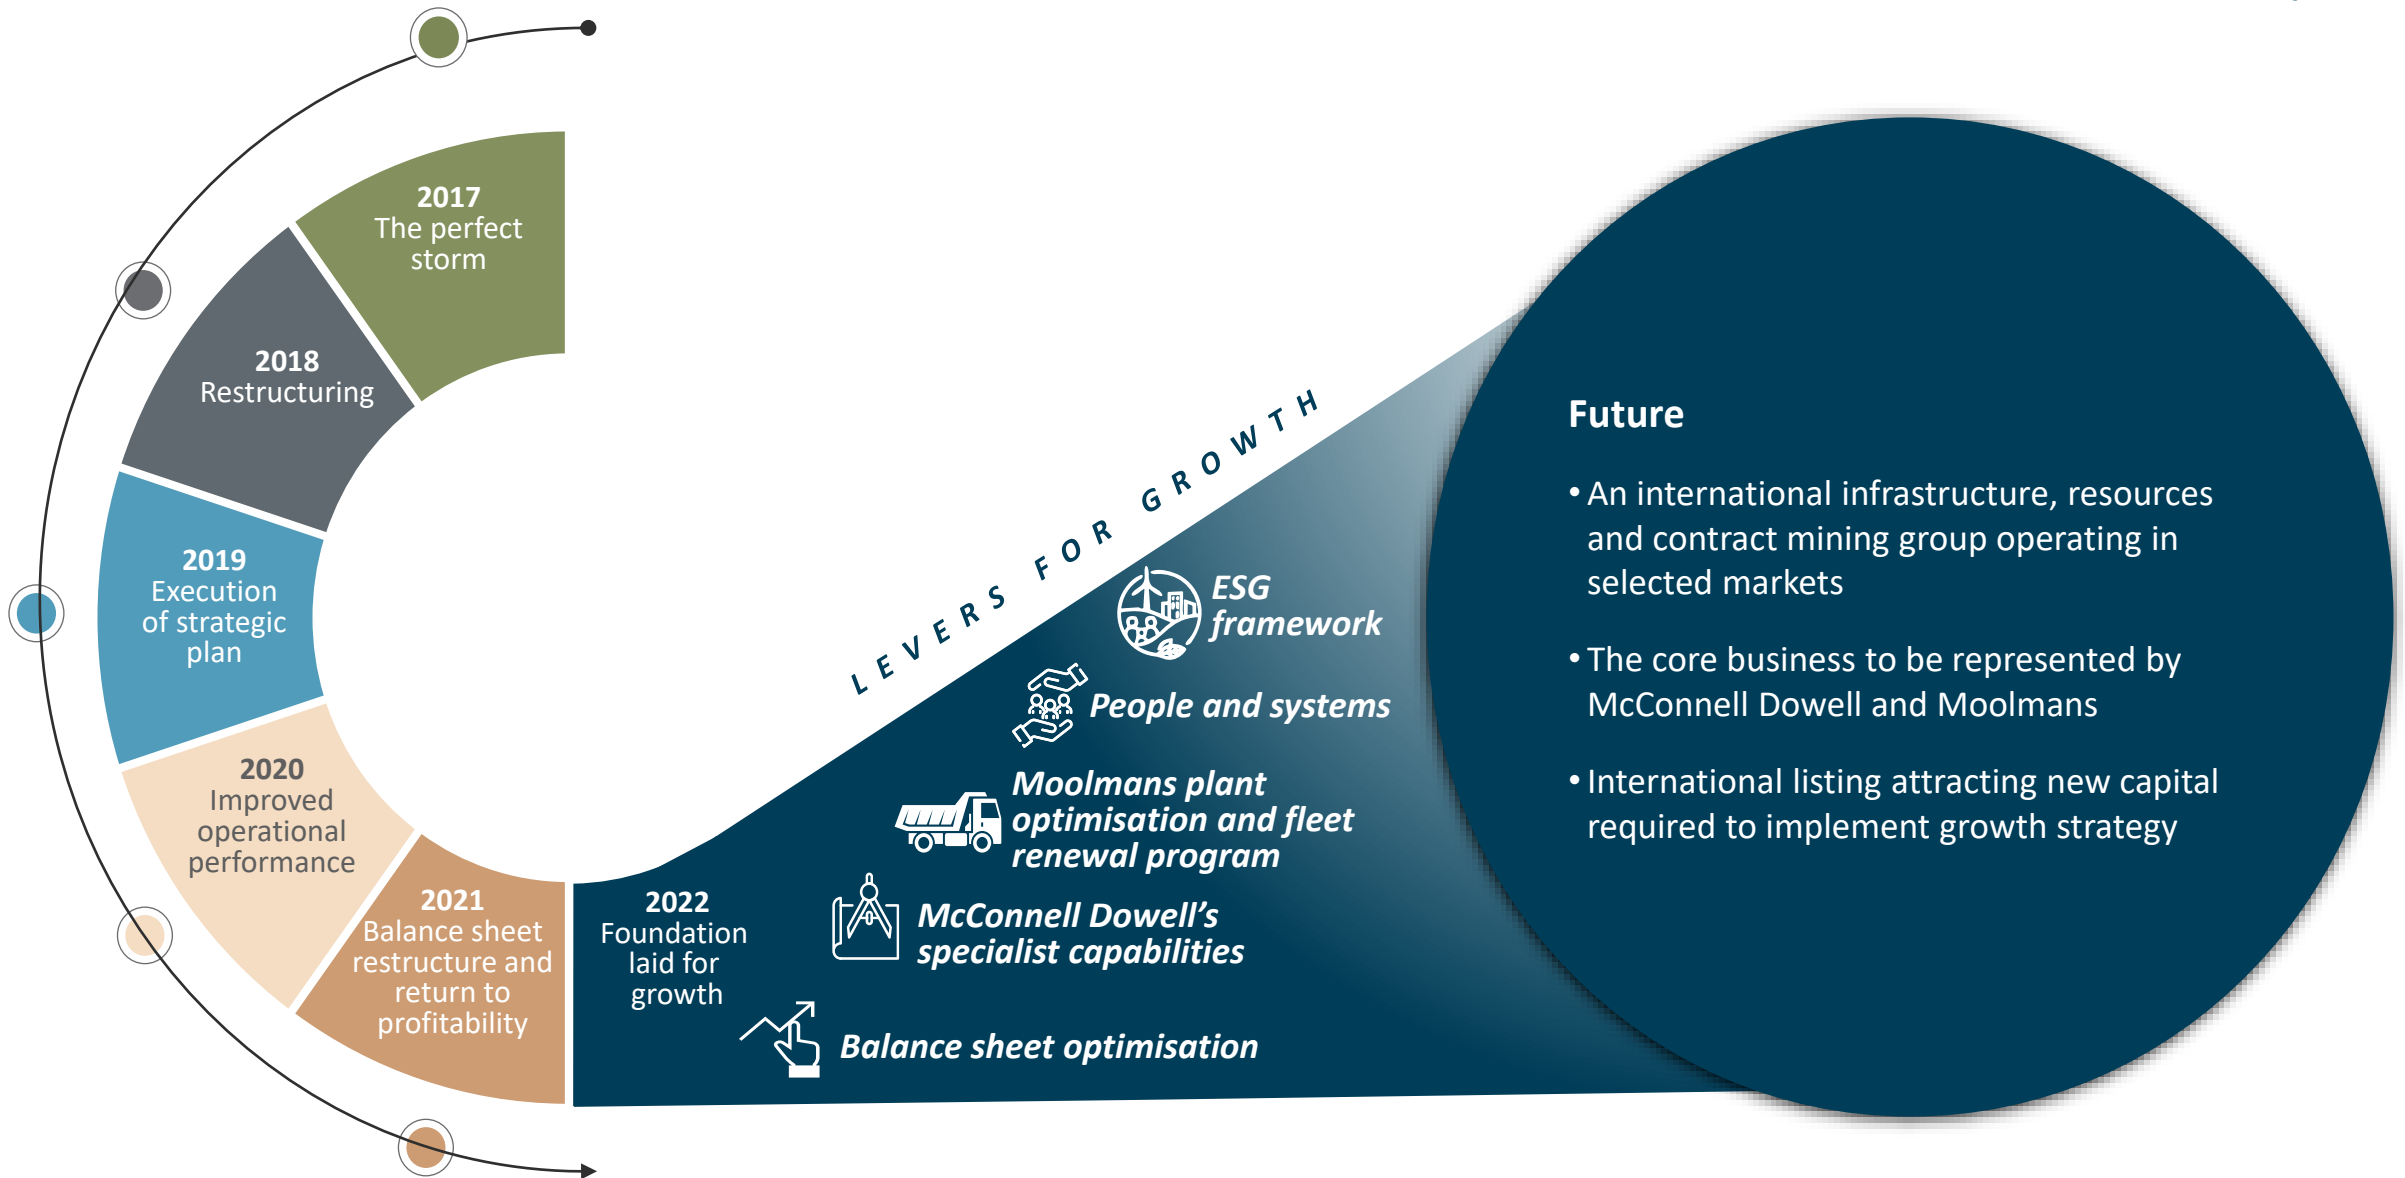 2017
The perfect
storm
2018
Restructuring
2019
Execution
of strategic
plan
2020
Improved
operational
performance
2021
Balance sheet
restructure and
return to
profitability
2022
Foundation
laid for
growth
LEVERS FOR GROWTH
ESG
framework
People and systems
Moolmans plant
optimisation and fleet
renewal program
McConnell Dowell’s
specialist capabilities
Balance sheet optimisation
Future
• An international infrastructure, resources
and contract mining group operating in
selected markets
• The core business to be represented by
McConnell Dowell and Moolmans
• International listing attracting new capital
required to implement growth strategy